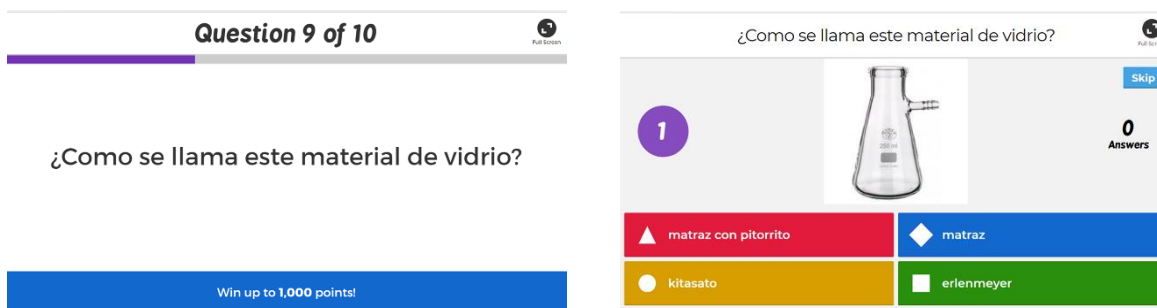 Question 9 of 10
Full Screen
¿Como se llama este material de vidrio?
Win up to 1,000 points!
¿Como se llama este material de vidrio?
Skip
1
0
Answers
250 ml
matraz con pitorrito
matraz
kitasato
erlenmeyer